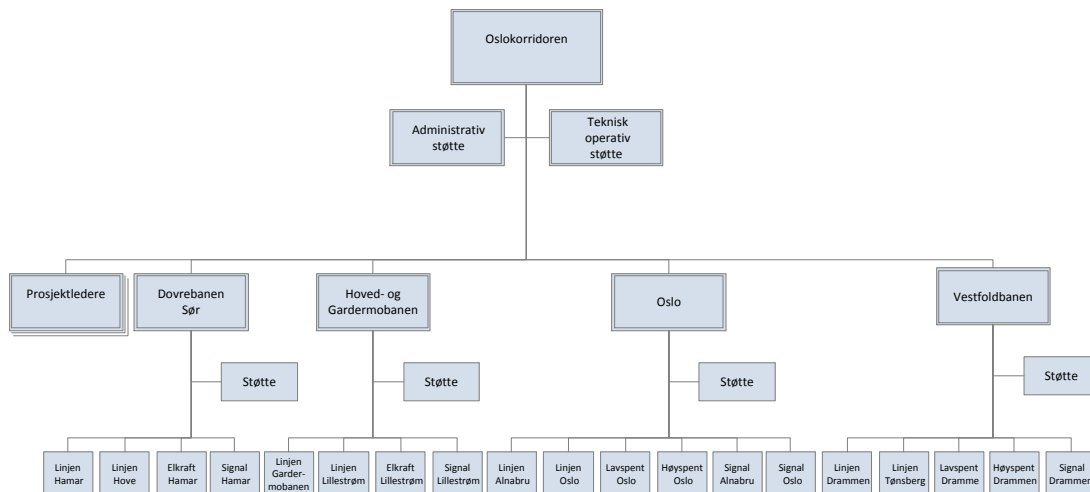 Oslokorridoren
Administrativ
støtte
Teknisk
operativ
støtte
Prosjektledere
Dovrebanen
Sør
Hoved- og
Gardermobanen
Oslo
Vestfoldbanen
Støtte
Støtte
Støtte
Støtte
Linjen
Hamar
Linjen
Hove
Elkraft
Hamar
Signal
Hamar
Linjen
Garder-
mobanen
Linjen
Lillestrøm
Elkraft
Lillestrøm
Signal
Lillestrøm
Linjen
Alnabru
Linjen
Oslo
Lavspent
Oslo
Høyspent
Oslo
Signal
Alnabru
Signal
Oslo
Linjen
Drammen
Linjen
Tønsberg
Lavspent
Dramme
Høyspent
Drammen
Signal
Drammen